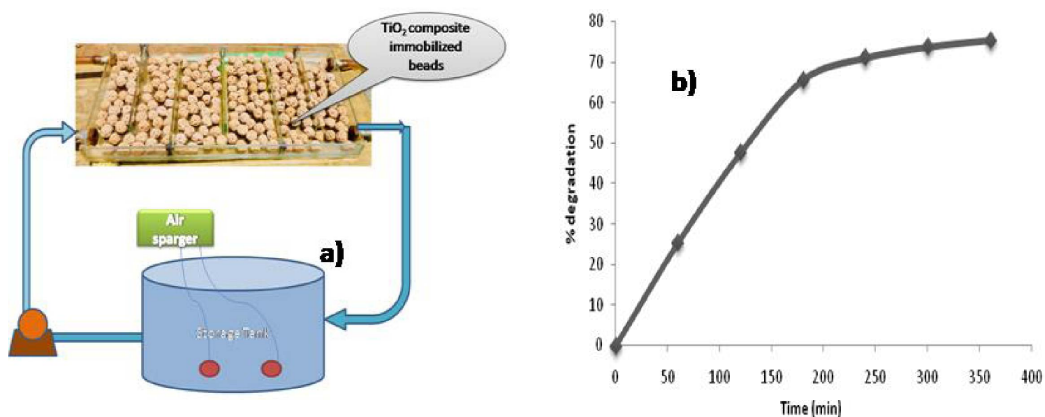 TiO₂ composite
immobilized
beads
Air
sparger
a)
Storage Tank
b)
% degradation
80
70
60
50
40
30
20
10
0
0 50 100 150 200 250 300 350 400
Time (min)